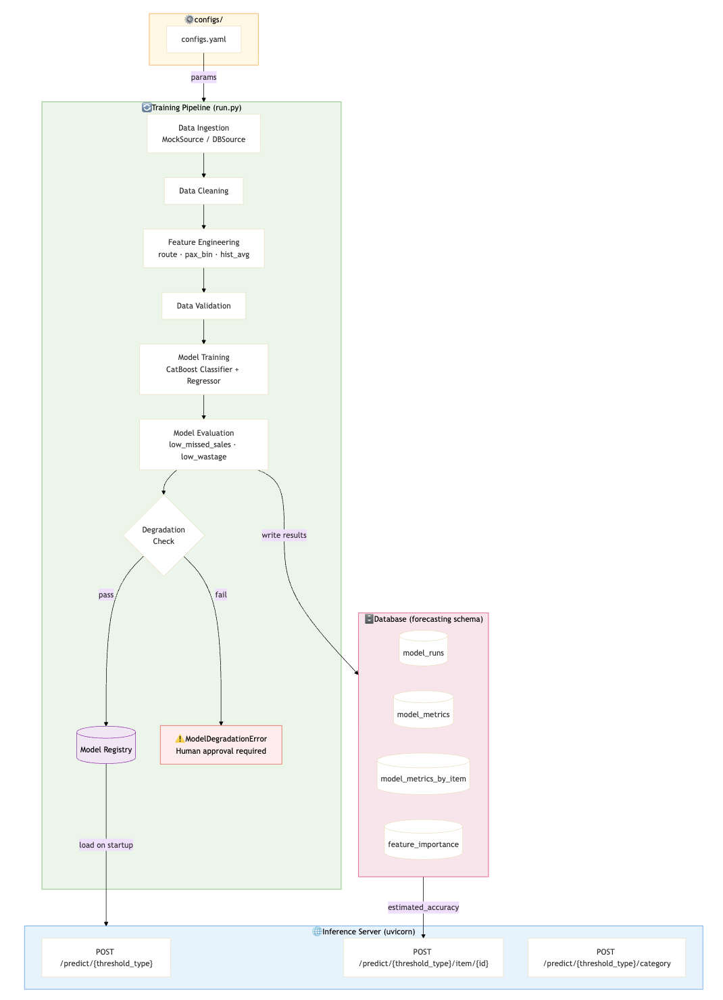 configs/
configs.yaml
params
Training Pipeline (run.py)
Data Ingestion
MockSource / DBSource
Data Cleaning
Feature Engineering
route · pax_bin · hist_avg
Data Validation
Model Training
CatBoost Classifier +
Regressor
Model Evaluation
low_missed_sales ·
low_wastage
Degradation
Check
write results
pass
fail
Database (forecasting schema)
model_runs
model_metrics
model_metrics_by_item
feature_importance
Model Registry
ModelDegradationError
Human approval required
load on startup
estimated_accuracy
Inference Server (uvicorn)
POST
/predict/{threshold_type}
POST
/predict/{threshold_type}/item/{id}
POST
/predict/{threshold_type}/category